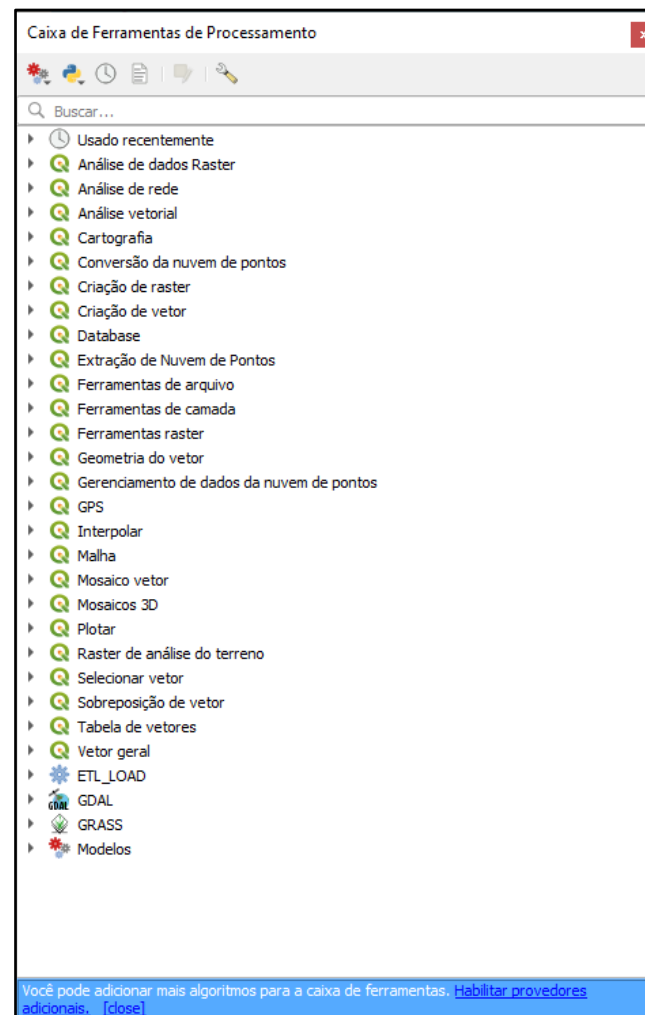 Caixa de Ferramentas de Processamento
Buscar...
Usado recentemente
Análise de dados Raster
Análise de rede
Análise vetorial
Cartografia
Conversão da nuvem de pontos
Criação de raster
Criação de vetor
Database
Extração de Nuvem de Pontos
Ferramentas de arquivo
Ferramentas de camada
Ferramentas raster
Geometria do vetor
Gerenciamento de dados da nuvem de pontos
GPS
Interpolar
Malha
Mosaico vetor
Mosaicos 3D
Plotar
Raster de análise do terreno
Selecionar vetor
Sobreposição de vetor
Tabela de vetores
Vetor geral
ETL_LOAD
GDAL GDAL
GRASS
Modelos
Você pode adicionar mais algoritmos para a caixa de ferramentas. Habilitar provedores
adicionais. [close]